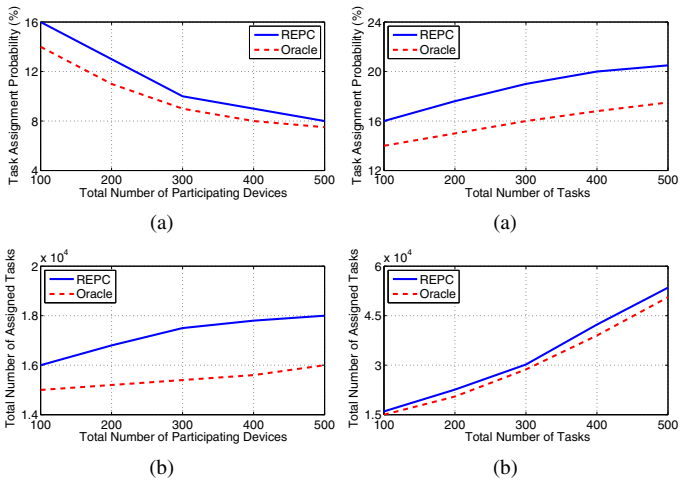 Task Assignment Probability (%)
16
12
8
4
REPC
Oracle
100 200 300 400 500
Total Number of Participating Devices
(a)
Task Assignment Probability (%)
24
20
16
12
REPC
Oracle
100 200 300 400 500
Total Number of Tasks
(a)
Total Number of Assigned Tasks
x 10^4
2
1.8
1.6
1.4
REPC
Oracle
100 200 300 400 500
Total Number of Participating Devices
(b)
Total Number of Assigned Tasks
x 10^4
6
4.5
3
1.5
REPC
Oracle
100 200 300 400 500
Total Number of Tasks
(b)